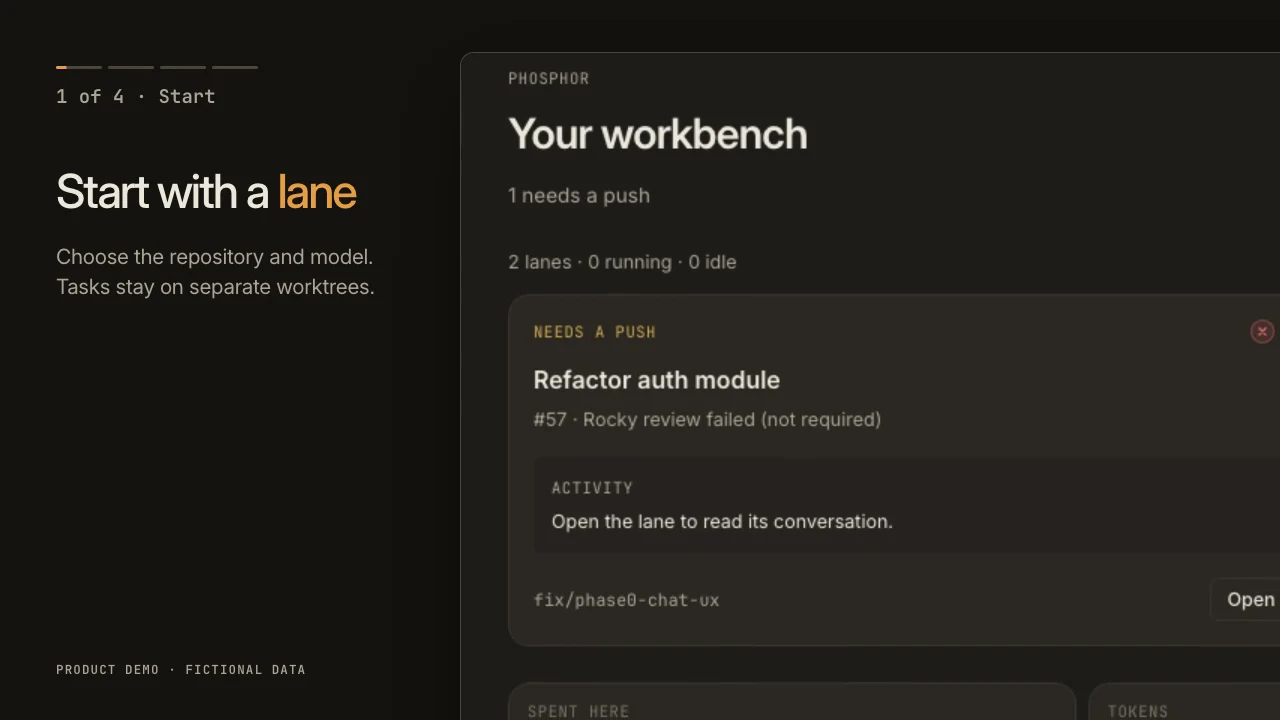 1 of 4 · Start
Start with a lane
Choose the repository and model.
Tasks stay on separate worktrees.
PRODUCT DEMO · FICTIONAL DATA
PHOSPHOR
Your workbench
1 needs a push
2 lanes · 0 running · 0 idle
NEEDS A PUSH
Refactor auth module
#57 · Rocky review failed (not required)
ACTIVITY
Open the lane to read its conversation.
fix/phase0-chat-ux
Open
SPENT HERE
TOKENS